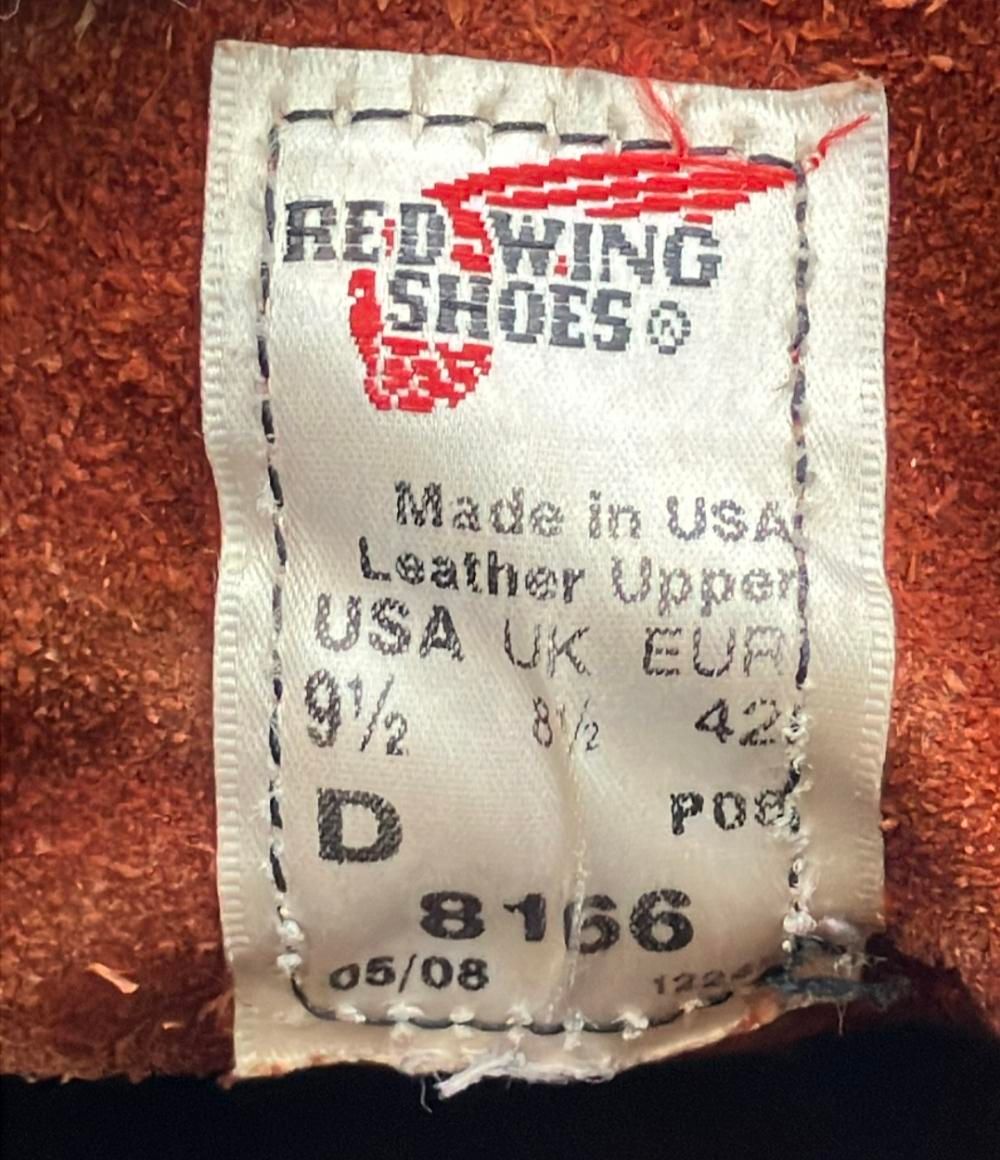 RED WING
SHOES ®
Made in USA
Leather Upper
USA UK EUR
9½ 8½ 42
D
8166
05/08